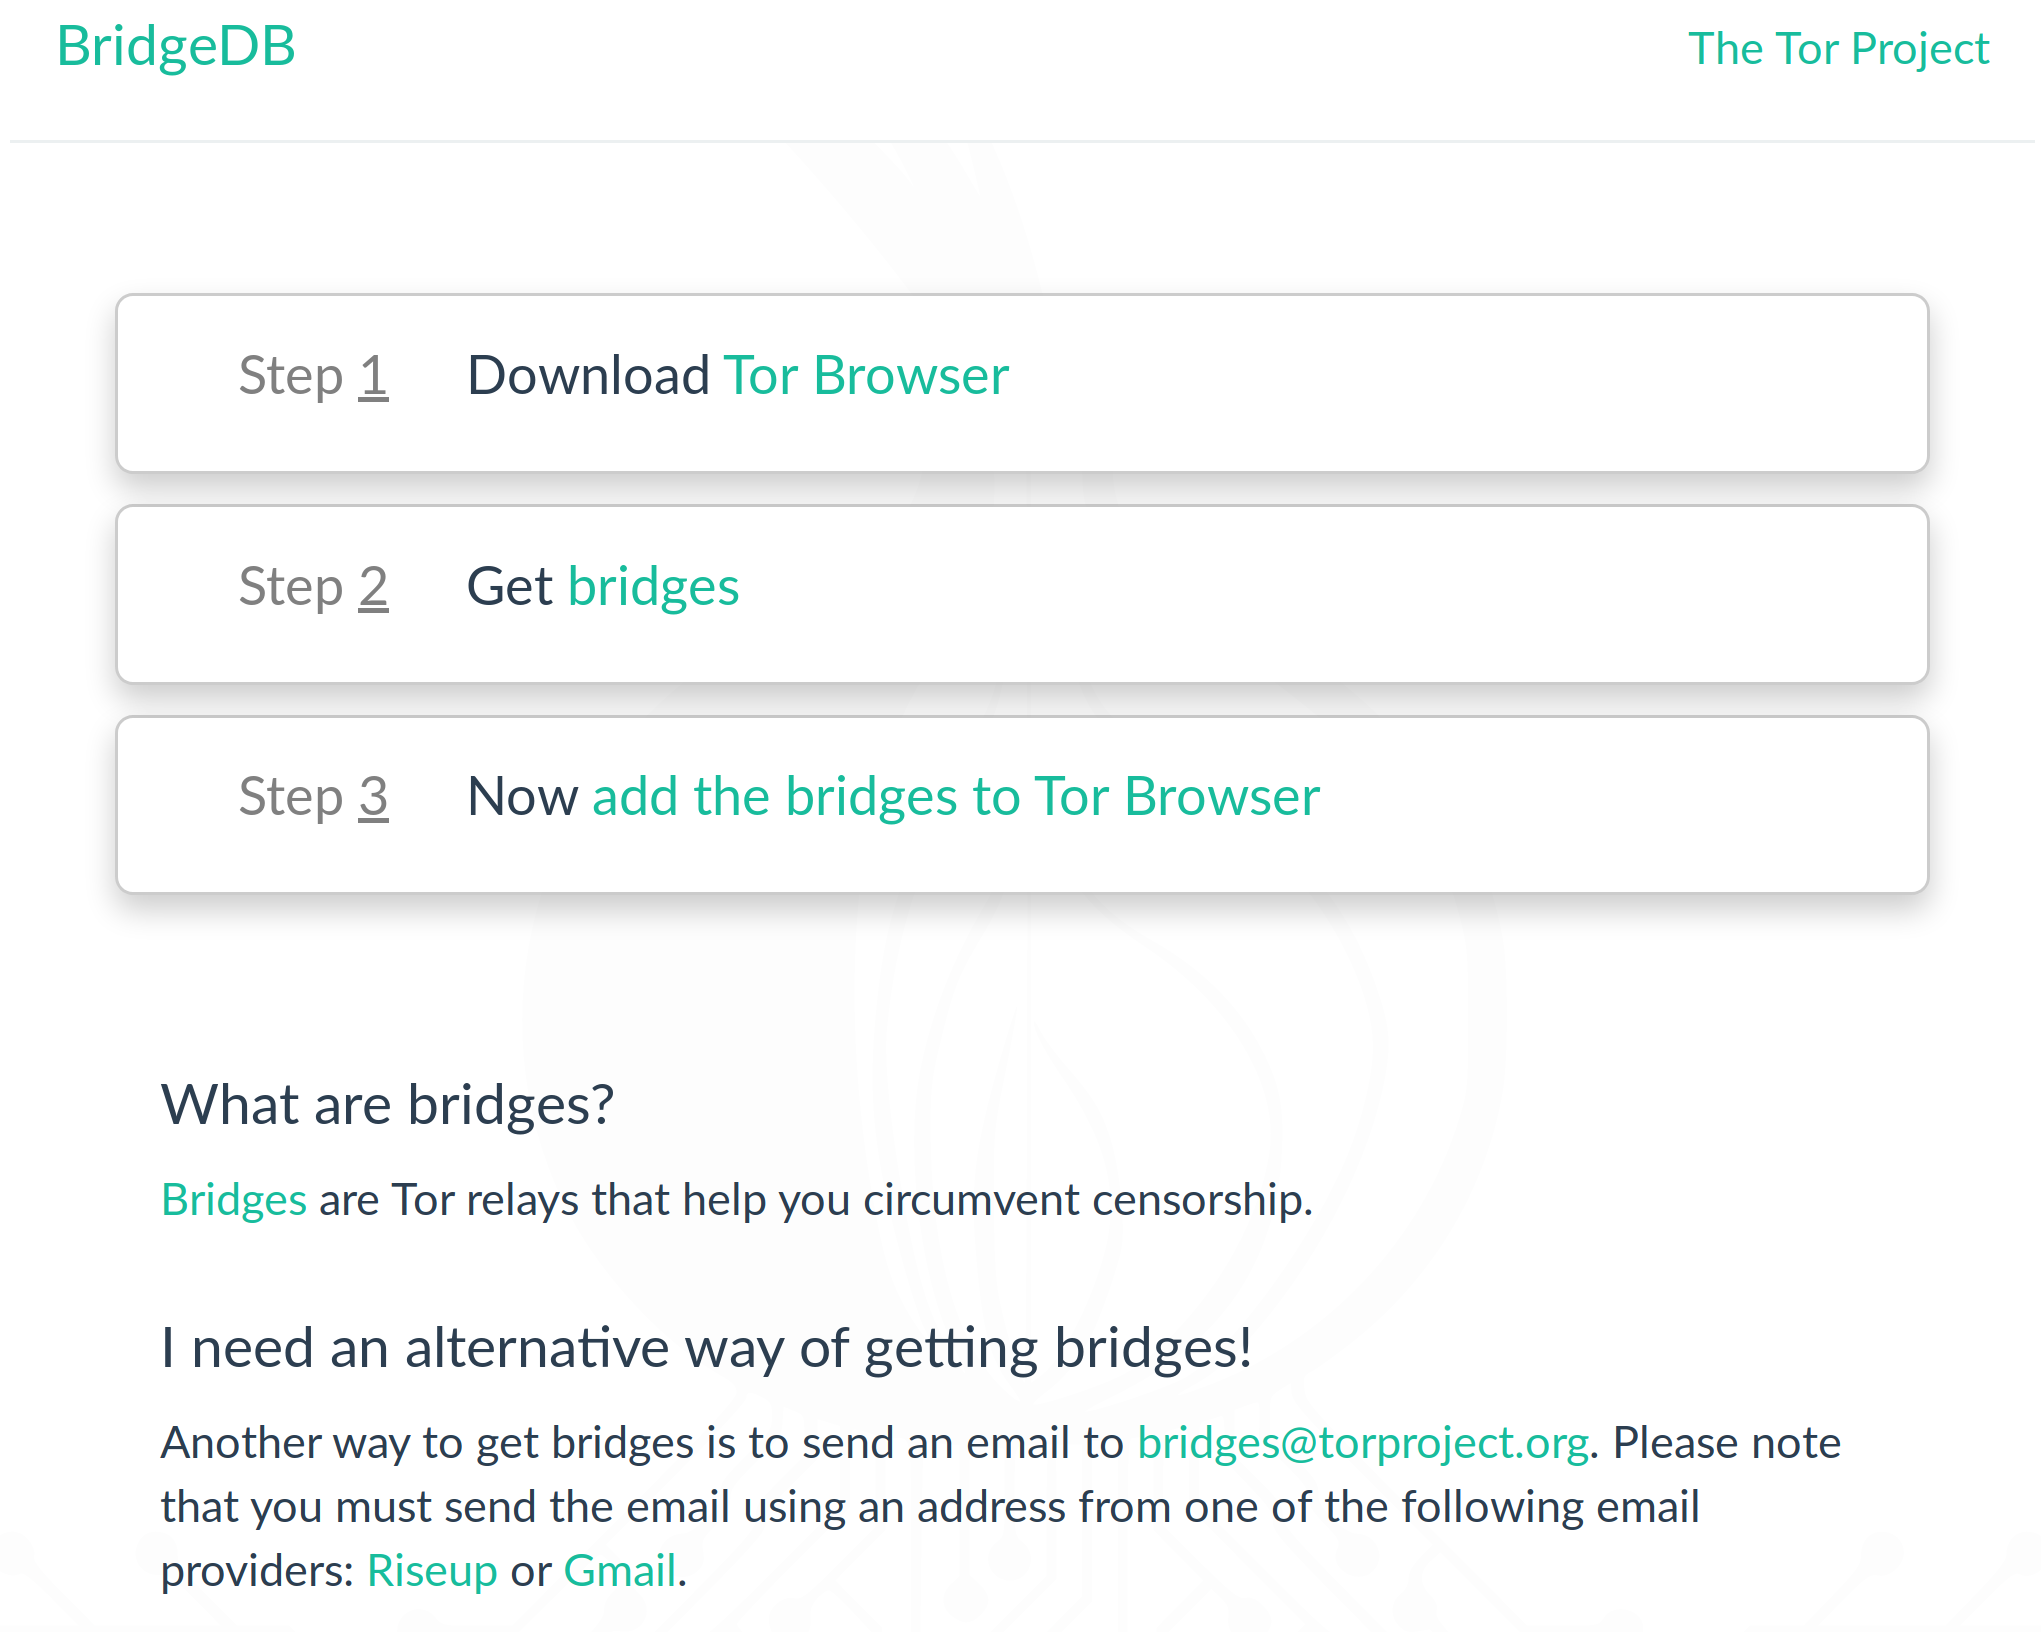 BridgeDB
The Tor Project
Step 1 Download Tor Browser
Step 2 Get bridges
Step 3 Now add the bridges to Tor Browser
What are bridges?
Bridges are Tor relays that help you circumvent censorship.
I need an alternative way of getting bridges!
Another way to get bridges is to send an email to bridges@torproject.org. Please note
that you must send the email using an address from one of the following email
providers: Riseup or Gmail.